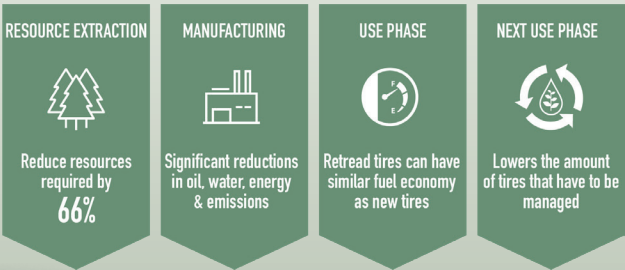 RESOURCE EXTRACTION
Reduce resources
required by
66%
MANUFACTURING
Significant reductions
in oil, water, energy
& emissions
USE PHASE
F
E
Retread tires can have
similar fuel economy
as new tires
NEXT USE PHASE
Lowers the amount
of tires that have to be
managed